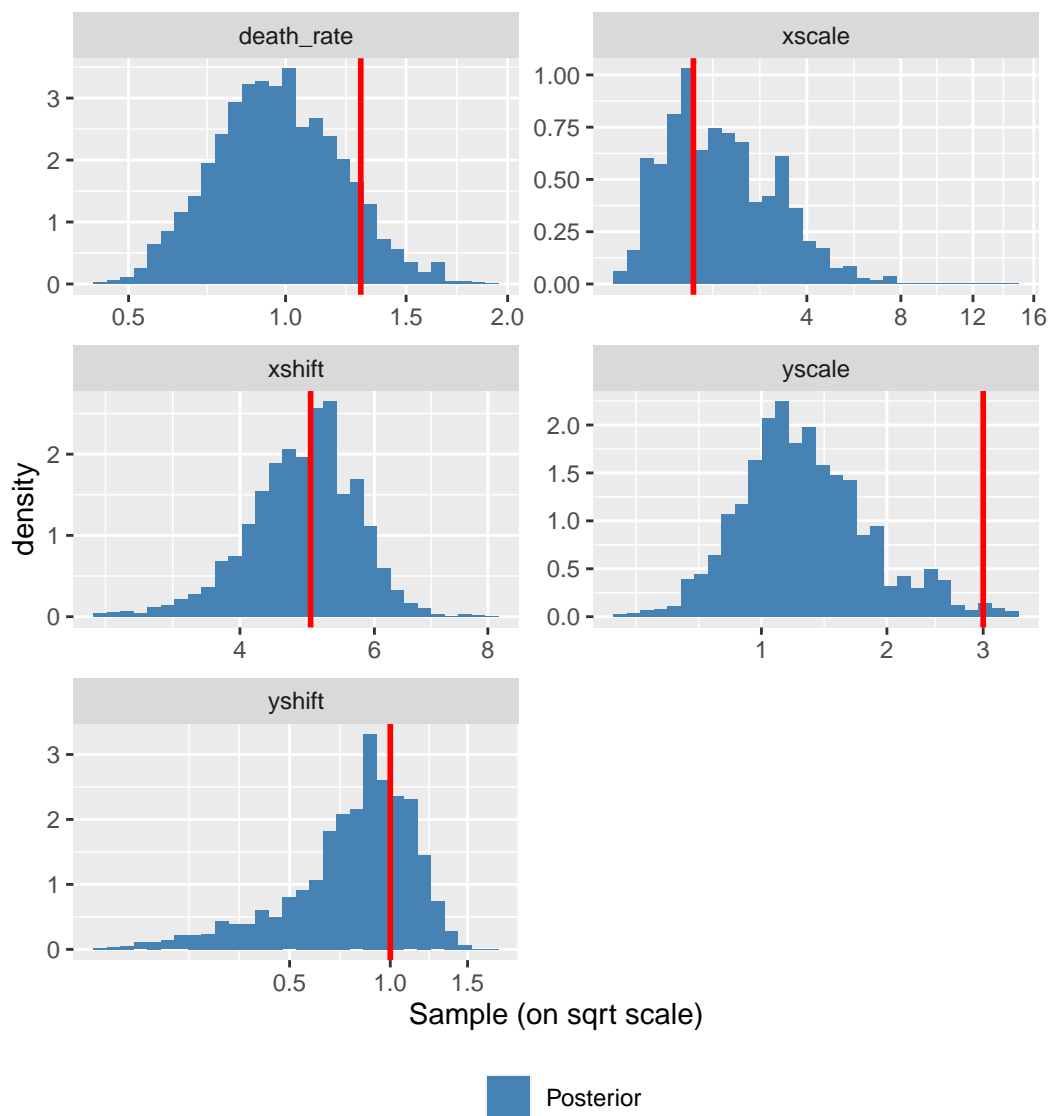 death_rate
3
2
1
0
0.5 1.0 1.5 2.0
xscale
1.00
0.75
0.50
0.25
0.00
4 8 12 16
xshift
2
1
0
4 6 8
yscale
2.0
1.5
1.0
0.5
0.0
1 2 3
yshift
3
2
1
0
0.5 1.0 1.5
density
Sample (on sqrt scale)
Posterior